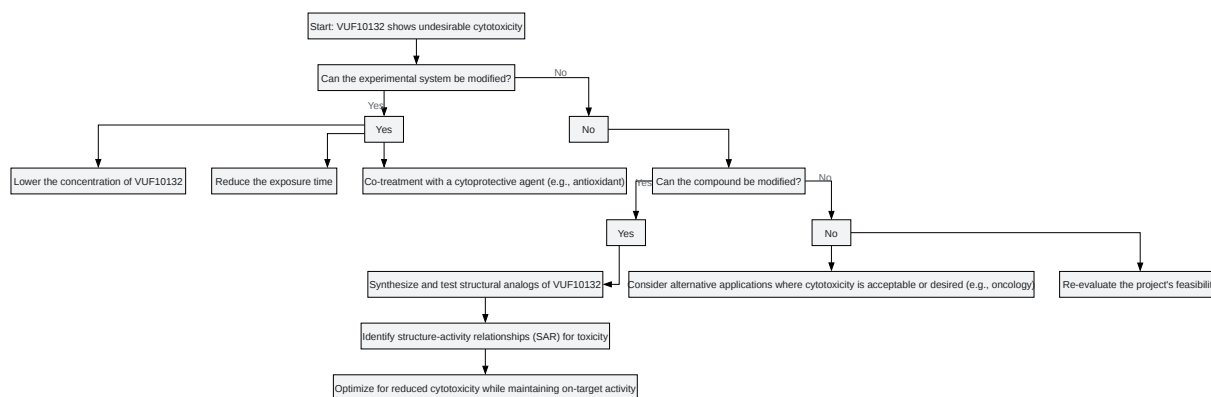 Start: VUF10132 shows undesirable cytotoxicity
Can the experimental system be modified?
No
Yes
Yes
No
Lower the concentration of VUF10132
Reduce the exposure time
Co-treatment with a cytoprotective agent (e.g., antioxidant)
Yes
Can the compound be modified?
No
Yes
No
Synthesize and test structural analogs of VUF10132
Consider alternative applications where cytotoxicity is acceptable or desired (e.g., oncology)
Re-evaluate the project's feasibilit
Identify structure-activity relationships (SAR) for toxicity
Optimize for reduced cytotoxicity while maintaining on-target activity